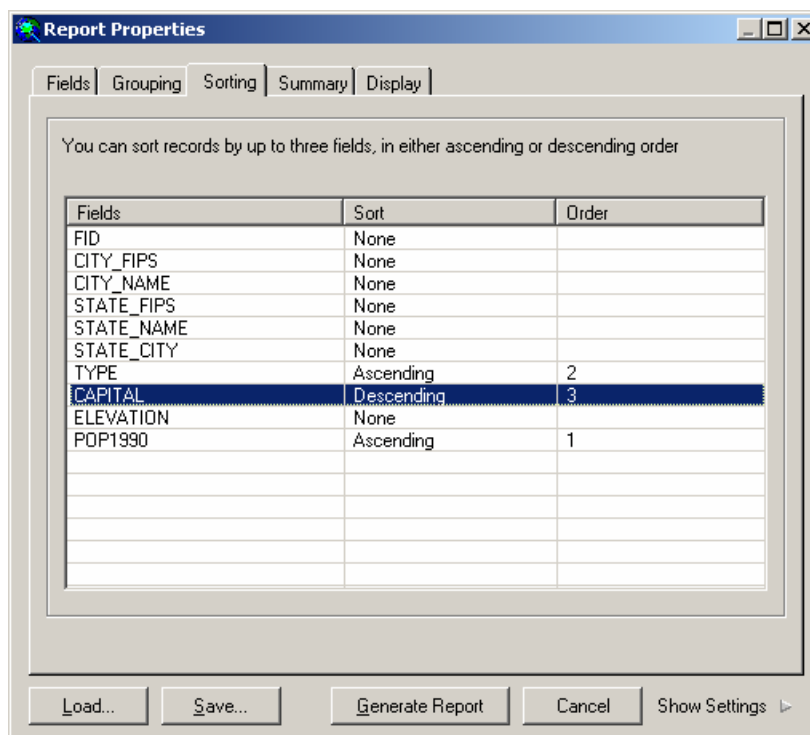 Report Properties
Fields Grouping Sorting Summary Display
You can sort records by up to three fields, in either ascending or descending order
Fields Sort Order
FID None
CITY_FIPS None
CITY_NAME None
STATE_FIPS None
STATE_NAME None
STATE_CITY None
TYPE Ascending 2
CAPITAL Descending 3
ELEVATION None
POP1990 Ascending 1
Load... Save... Generate Report Cancel Show Settings